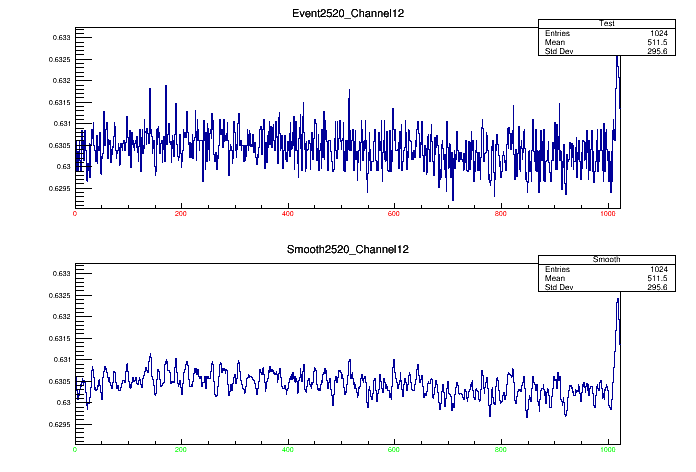 Event2520_Channel12
Test
Entries 1024
Mean 511.5
Std Dev 295.6
0.633
0.6325
0.632
0.6315
0.631
0.6305
0.63
0.6295
0 200 400 600 800 1000
Smooth2520_Channel12
Smooth
Entries 1024
Mean 511.5
Std Dev 295.6
0.633
0.6325
0.632
0.6315
0.631
0.6305
0.63
0.6295
0 200 400 600 800 1000